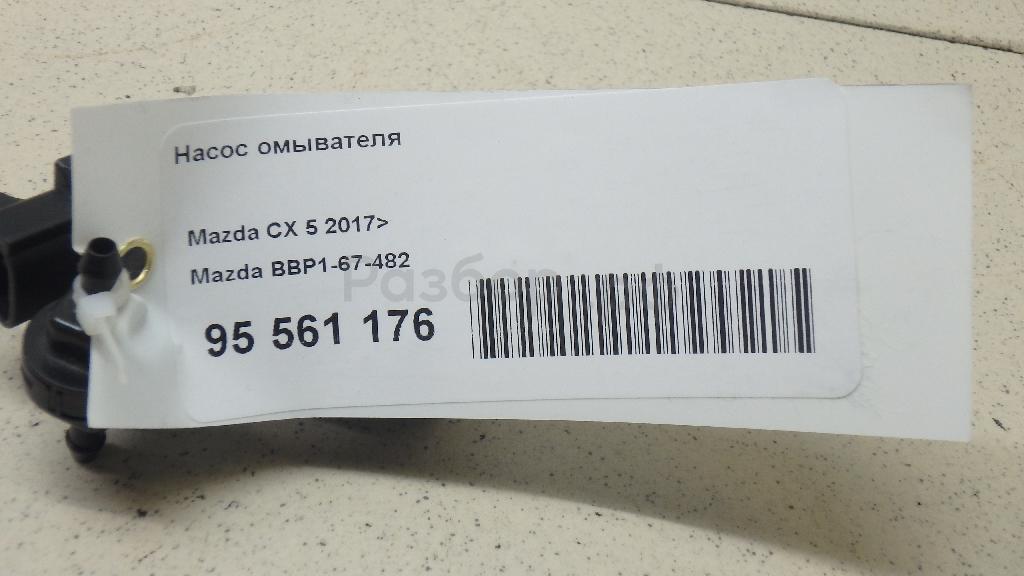 Насос омывателя
Mazda CX 5 2017>
Mazda BBP1-67-482
95 561 176